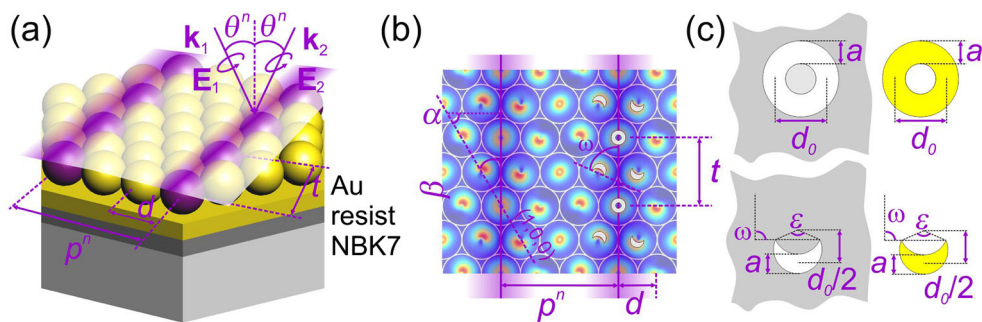 (a)
θⁿ θⁿ
k₁ k₂
E₁ E₂
t
Au
resist
NBK7
d
pⁿ
(b)
α
β
ω
t
pⁿ
d
(c)
a a
d₀ d₀
ω ε ω ε
a a
d₀/2 d₀/2